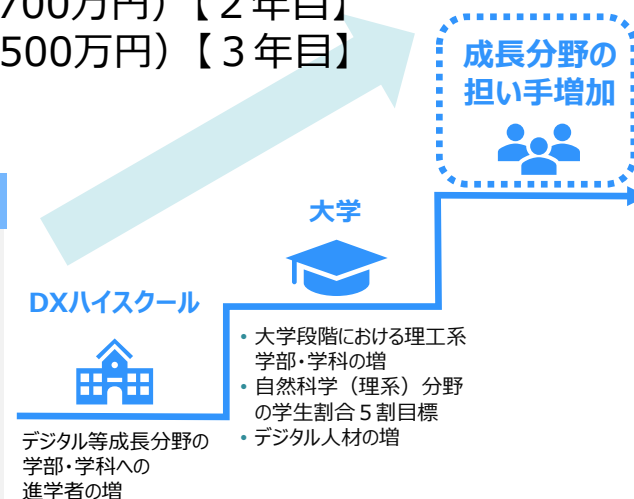 700万円)【２年目】
500万円)【３年目】
成長分野の
担い手増加
大学
DXハイスクール
• 大学段階における理工系
学部・学科の増
• 自然科学（理系）分野
の学生割合５割目標
• デジタル人材の増
デジタル等成長分野の
学部・学科への
進学者の増